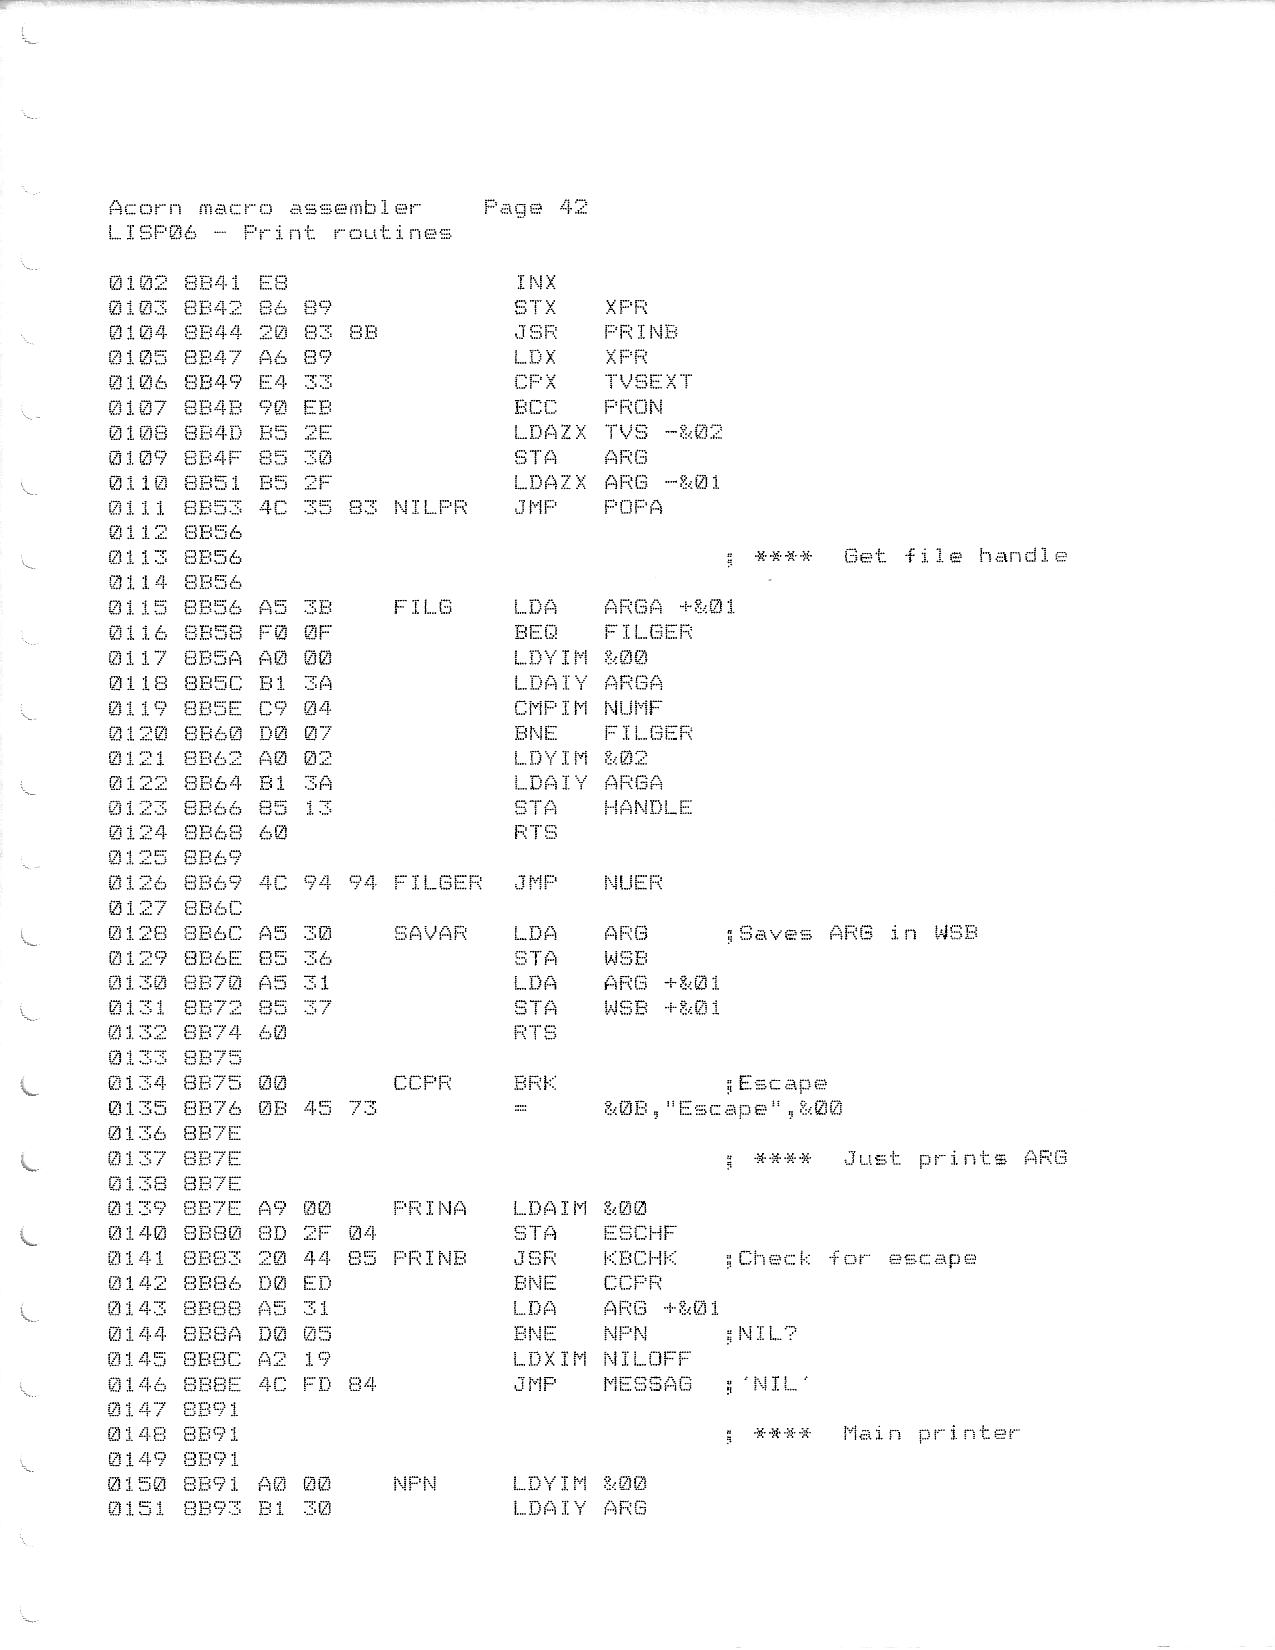 Acorn macro assembler    Page 42
LISP06 - Print routines
0102 8B41 E8                  INX
0103 8B42 86 89               STX   XPR
0104 8B44 20 83 8B            JSR   PRINB
0105 8B47 A6 89               LDX   XPR
0106 8B49 E4 33               CPX   TVSEXT
0107 8B4B 90 EB               BCC   PRON
0108 8B4D B5 2E               LDAZX TVS -&02
0109 8B4F 85 30               STA   ARG
0110 8B51 B5 2F               LDAZX ARG -&01
0111 8B53 4C 35 83 NILPR      JMP   POPA
0112 8B56
0113 8B56                                   ; ****  Get file handle
0114 8B56
0115 8B56 A5 3B    FILG       LDA   ARGA +&01
0116 8B58 F0 0F               BEQ   FILGER
0117 8B5A A0 00               LDYIM &00
0118 8B5C B1 3A               LDAIY ARGA
0119 8B5E C9 04               CMPIM NUMF
0120 8B60 D0 07               BNE   FILGER
0121 8B62 A0 02               LDYIM &02
0122 8B64 B1 3A               LDAIY ARGA
0123 8B66 85 13               STA   HANDLE
0124 8B68 60                  RTS
0125 8B69
0126 8B69 4C 94 94 FILGER     JMP   NUER
0127 8B6C
0128 8B6C A5 30    SAVAR      LDA   ARG     ;Saves ARG in WSB
0129 8B6E 85 36               STA   WSB
0130 8B70 A5 31               LDA   ARG +&01
0131 8B72 85 37               STA   WSB +&01
0132 8B74 60                  RTS
0133 8B75
0134 8B75 00       CCPR       BRK           ;Escape
0135 8B76 0B 45 73            =     &0B,"Escape",&00
0136 8B7E
0137 8B7E                                   ; ****  Just prints ARG
0138 8B7E
0139 8B7E A9 00    PRINA      LDAIM &00
0140 8B80 8D 2F 04            STA   ESCHF
0141 8B83 20 44 85 PRINB      JSR   KBCHK   ;Check for escape
0142 8B86 D0 ED               BNE   CCPR
0143 8B88 A5 31               LDA   ARG +&01
0144 8B8A D0 05               BNE   NPN     ;NIL?
0145 8B8C A2 19               LDXIM NILOFF
0146 8B8E 4C FD 84            JMP   MESSAG  ;'NIL'
0147 8B91
0148 8B91                                   ; ****  Main printer
0149 8B91
0150 8B91 A0 00    NPN        LDYIM &00
0151 8B93 B1 30               LDAIY ARG